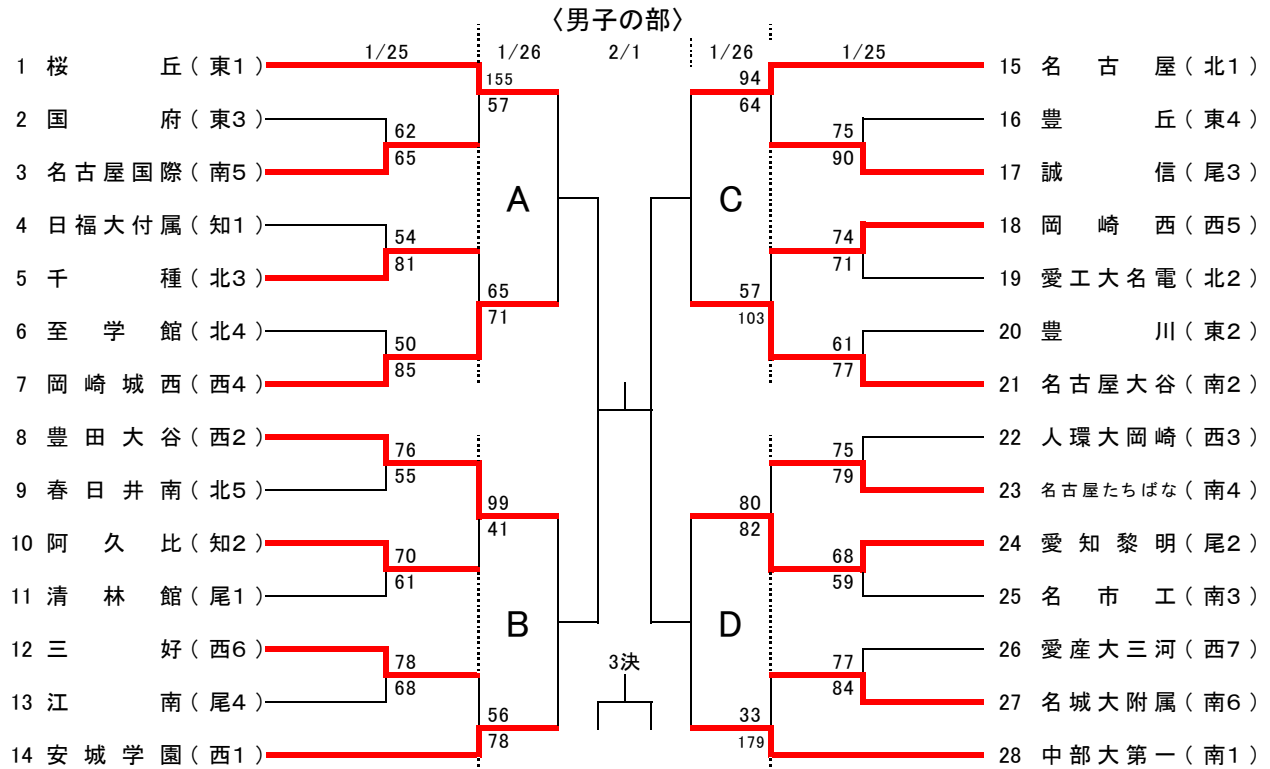 〈男子の部〉
1/25 1/26 2/1 1/26 1/25
1 桜丘(東1) 155 94 15 名古屋(北1)
57 64
2 国府(東3) 62 75 16 豊丘(東4)
65 90
3 名古屋国際(南5) 17 誠信(尾3)
A C
4 日福大付属(知1) 54 74 18 岡崎西(西5)
81 71
5 千種(北3) 19 愛工大名電(北2)
65 57
71 103
6 至学館(北4) 50 61 20 豊川(東2)
85 77
7 岡崎城西(西4) 21 名古屋大谷(南2)
8 豊田大谷(西2) 76 75 22 人環大岡崎(西3)
55 79
9 春日井南(北5) 23 名古屋たちばな(南4)
99 80
41 82
10 阿久比(知2) 70 68 24 愛知黎明(尾2)
61 59
11 清林館(尾1) 25 名市工(南3)
B D
12 三好(西6) 78 3決 77 26 愛産大三河(西7)
68 84
13 江南(尾4) 27 名城大附属(南6)
56 33
78 179
14 安城学園(西1) 28 中部大第一(南1)